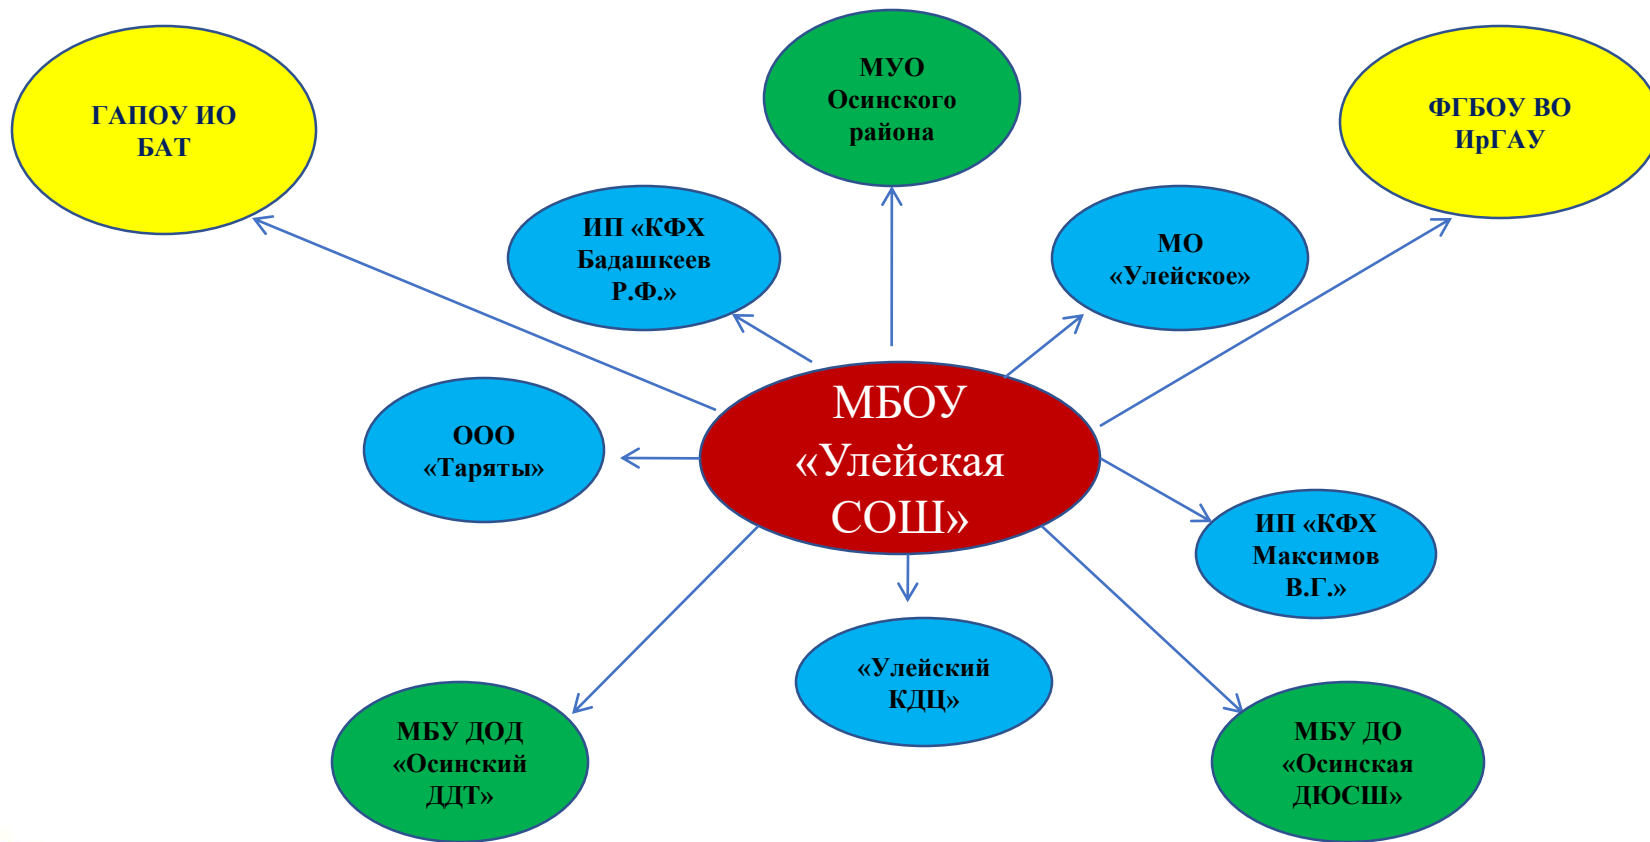 ГАПОУ ИО
БАТ
МУО
Осинского
района
ФГБОУ ВО
ИрГАУ
ИП «КФХ
Бадашкеев
Р.Ф.»
МО
«Улейское»
МБОУ
«Улейская
СОШ»
ООО
«Таряты»
ИП «КФХ
Максимов
В.Г.»
«Улейский
КДЦ»
МБУ ДОД
«Осинский
ДДТ»
МБУ ДО
«Осинская
ДЮСШ»